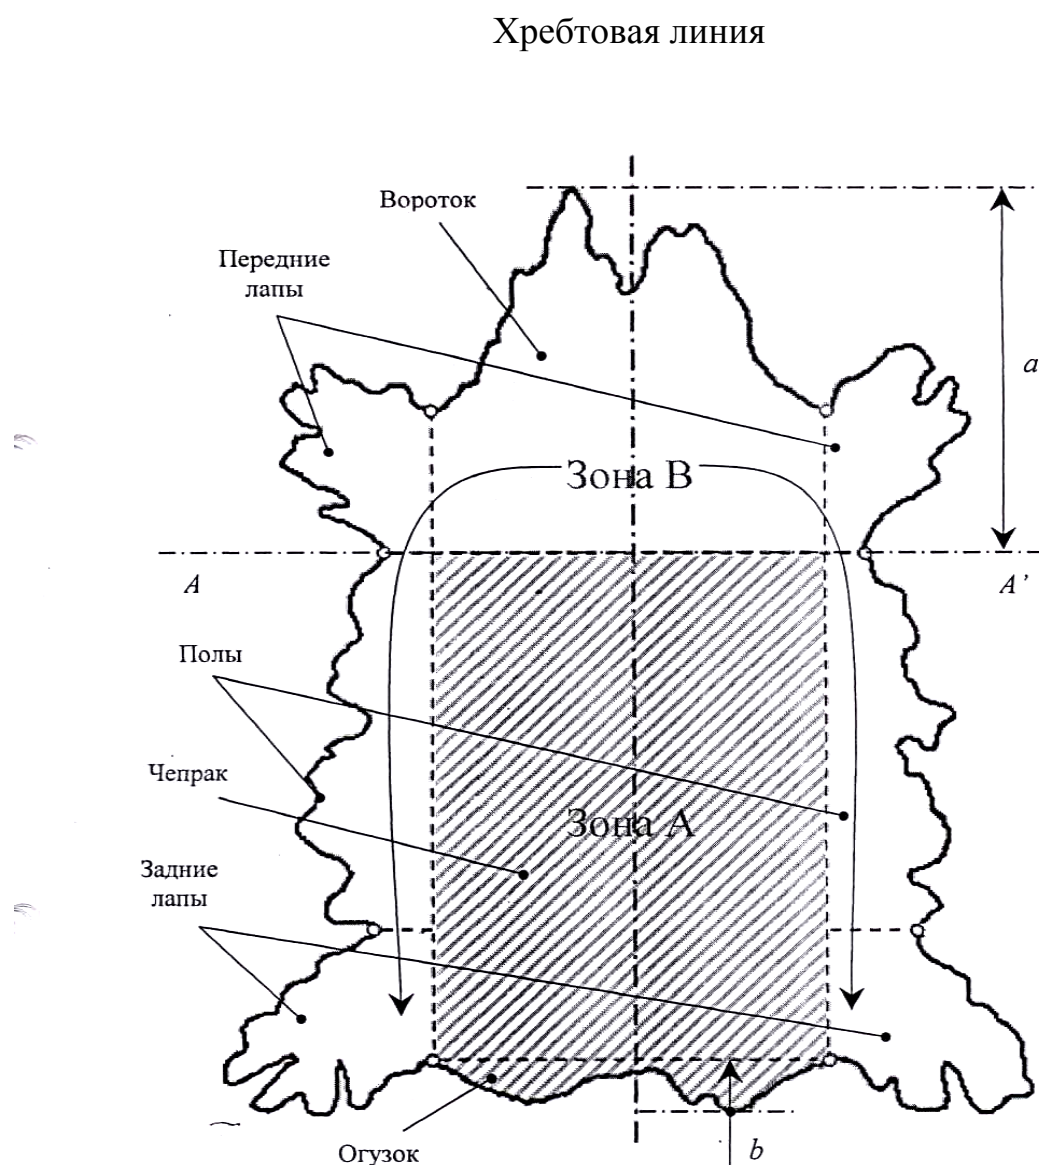 Хребтовая линия
Вороток
Передние
лапы
a
Зона В
A
A’
Полы
Чепрак
Зона А
Задние
лапы
Огузок
b